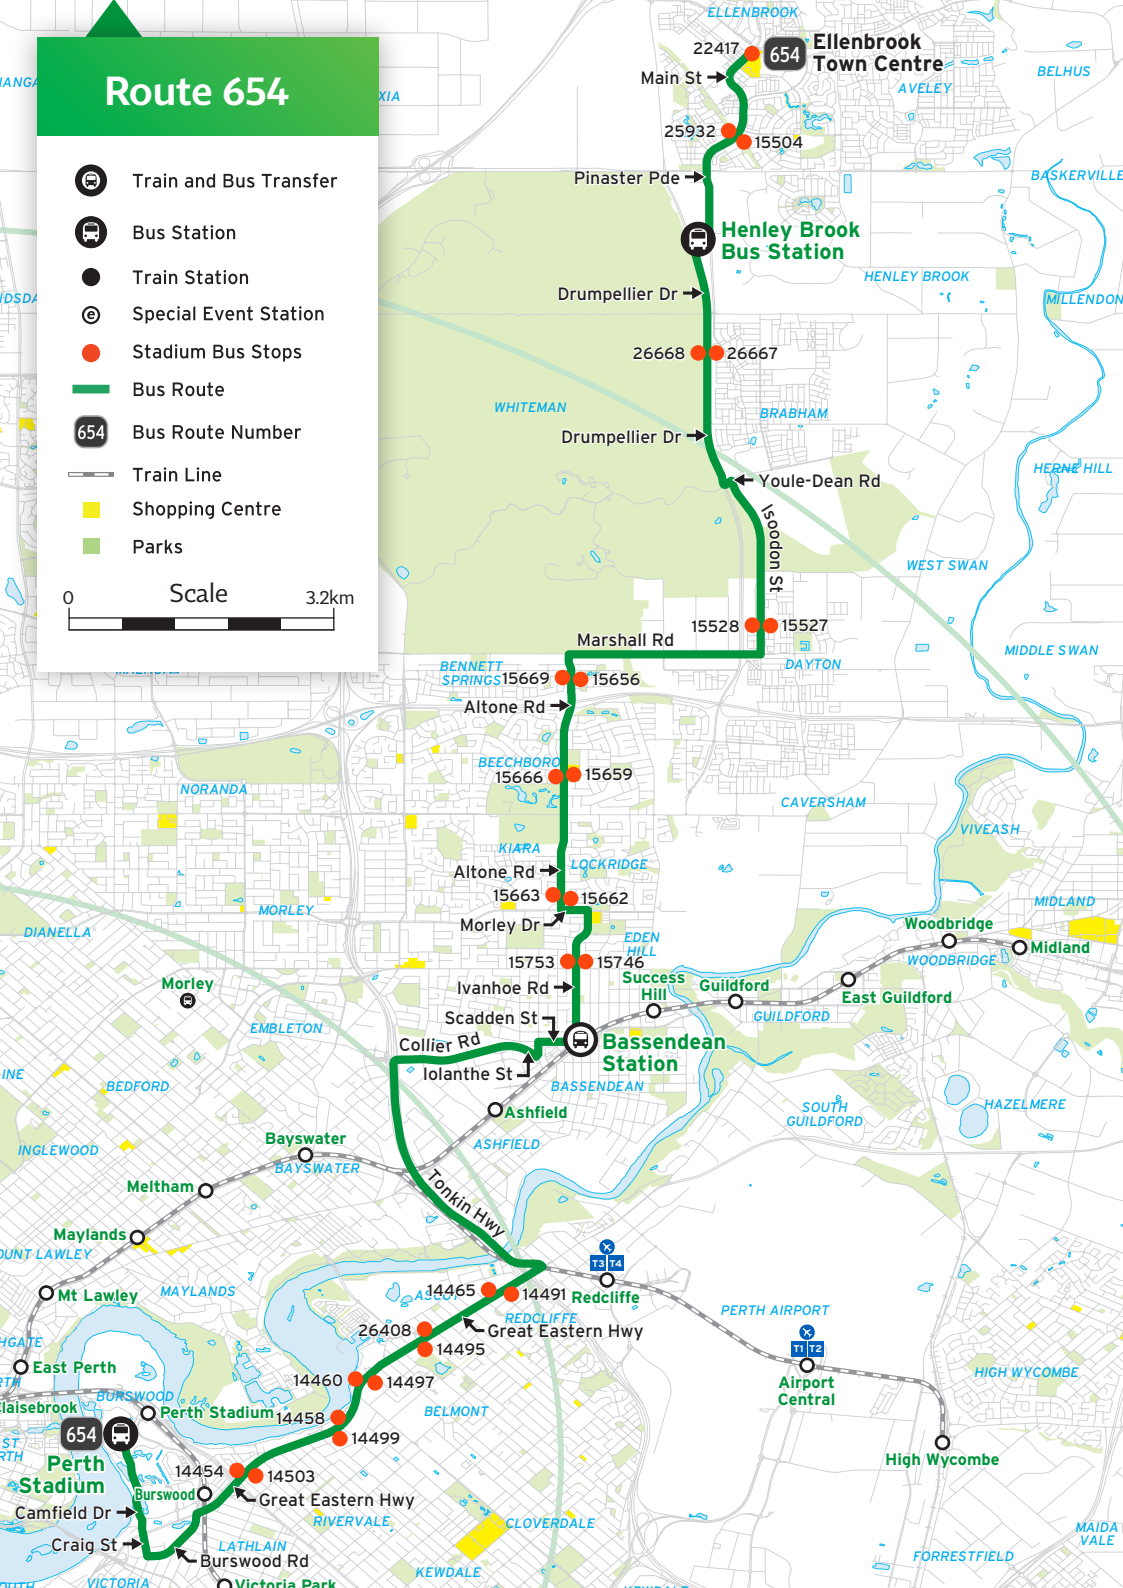 Route 654
Train and Bus Transfer
Bus Station
Train Station
e Special Event Station
Stadium Bus Stops
Bus Route
654 Bus Route Number
Train Line
Shopping Centre
Parks
Scale
0 3.2km
ELLENBROOK
22417 654 Ellenbrook
Town Centre
Main St
BELHUS
AVELEY
25932
15504
Pinaster Pde
BASKERVILLE
Henley Brook
Bus Station
HENLEY BROOK
Drumpellier Dr
MILLENDON
26668 26667
WHITEMAN
BRABHAM
Drumpellier Dr
HERNE HILL
Youle-Dean Rd
Isoodon St
WEST SWAN
15528 15527
Marshall Rd
MIDDLE SWAN
DAYTON
BENNETT
SPRINGS
15669 15656
Altone Rd
BEECHBORO
15666 15659
NORANDA
CAVERSHAM
VIVEASH
KIARA
Altone Rd
LOCKRIDGE
15663 15662
MORLEY
Morley Dr
MIDLAND
DIANELLA
Woodbridge
EDEN
HILL
Midland
WOODBRIDGE
15753 15746
Morley
Ivanhoe Rd
Success
Hill
Guildford
East Guildford
GUILDFORD
EMBLETON
Scadden St
Collier Rd
Bassendean
Station
Iolanthe St
BASSENDEAN
BEDFORD
SOUTH
GUILDFORD
HAZELMERE
Ashfield
ASHFIELD
INGLEWOOD
Bayswater
BAYSWATER
Meltham
Tonkin Hwy
Maylands
MAYLANDS
T3 T4
Redcliffe
Mt Lawley
14465 14491
REDCLIFFE
PERTH AIRPORT
26408
Great Eastern Hwy
14495
T1 T2
Airport
Central
East Perth
HIGH WYCOMBE
14460 14497
BURSWOOD
Perth Stadium
14458
BELMONT
654
Perth
Stadium
14499
High Wycombe
14454 14503
Burswood
Great Eastern Hwy
Camfield Dr
RIVERVALE
CLOVERDALE
Craig St
LATHLAIN
Burswood Rd
MAIDA
VALE
FORRESTFIELD
KEWDALE
VICTORIA
Victoria Park